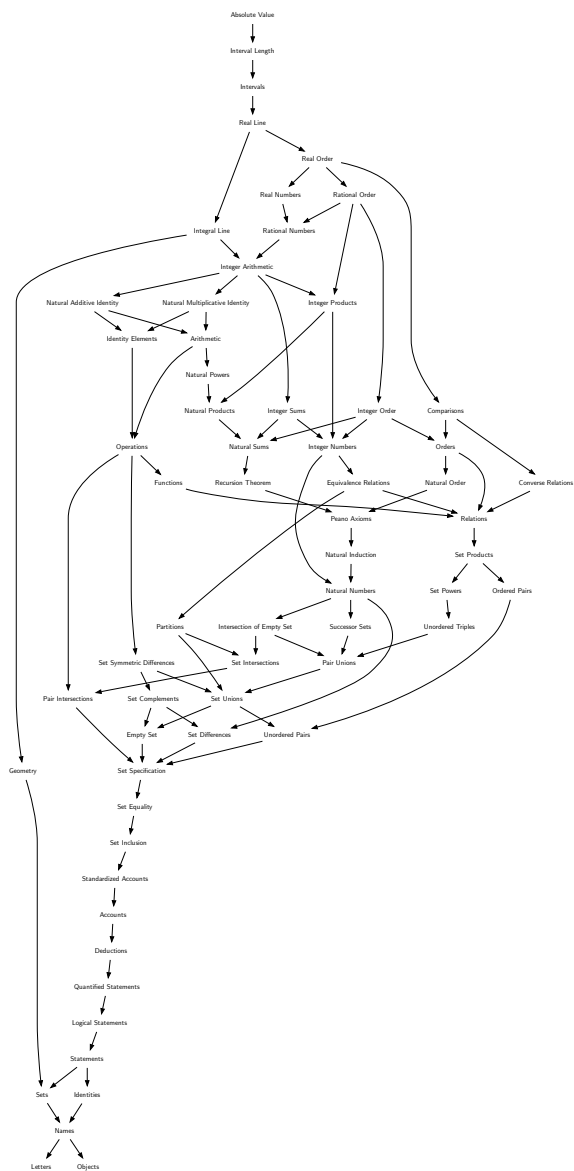 Absolute Value
Interval Length
Intervals
Real Line
Real Order
Real Numbers Rational Order
Integral Line Rational Numbers
Integer Arithmetic
Natural Additive Identity Natural Multiplicative Identity Integer Products
Identity Elements Arithmetic
Natural Powers
Natural Products Integer Sums Integer Order Comparisons
Operations Natural Sums Integer Numbers Orders
Functions Recursion Theorem Equivalence Relations Natural Order Converse Relations
Peano Axioms Relations
Natural Induction Set Products
Natural Numbers Set Powers Ordered Pairs
Partitions Intersection of Empty Set Successor Sets Unordered Triples
Set Symmetric Differences Set Intersections Pair Unions
Pair Intersections Set Complements Set Unions
Empty Set Set Differences Unordered Pairs
Geometry Set Specification
Set Equality
Set Inclusion
Standardized Accounts
Accounts
Deductions
Quantified Statements
Logical Statements
Statements
Sets Identities
Names
Letters Objects